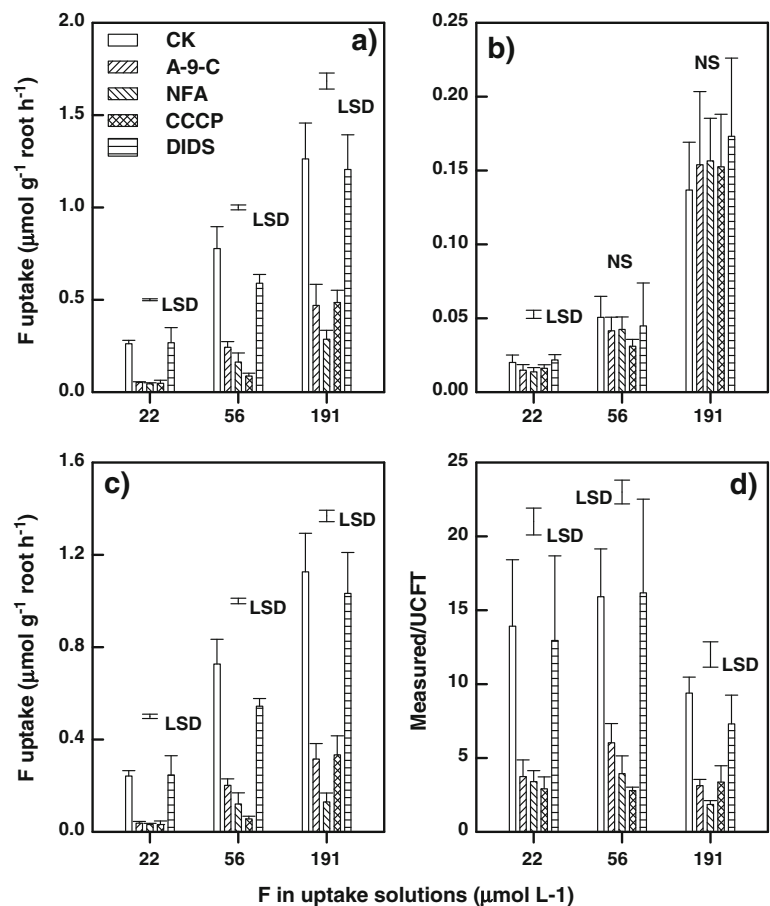 2.0
1.5
1.0
0.5
0.0
F uptake (μmol g⁻¹ root h⁻¹)
CK
A-9-C
NFA
CCCP
DIDS
a)
LSD
LSD
LSD
22
56
191
b)
0.25
0.20
0.15
0.10
0.05
0.00
LSD
NS
NS
22
56
191
c)
1.6
1.2
0.8
0.4
0.0
F uptake (μmol g⁻¹ root h⁻¹)
LSD
LSD
LSD
22
56
191
d)
25
20
15
10
5
0
Measured/UCFT
LSD
LSD
LSD
22
56
191
F in uptake solutions (μmol L-1)